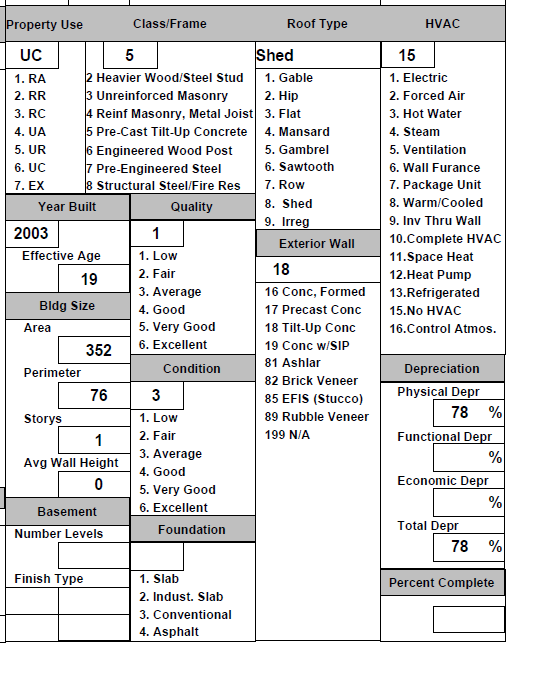 Property Use
Class/Frame
Roof Type
HVAC
UC
5
Shed
15
1. RA
2. RR
3. RC
4. UA
5. UR
6. UC
7. EX
2 Heavier Wood/Steel Stud
3 Unreinforced Masonry
4 Reinf Masonry, Metal Joist
5 Pre-Cast Tilt-Up Concrete
6 Engineered Wood Post
7 Pre-Engineered Steel
8 Structural Steel/Fire Res
1. Gable
2. Hip
3. Flat
4. Mansard
5. Gambrel
6. Sawtooth
7. Row
8. Shed
9. Irreg
1. Electric
2. Forced Air
3. Hot Water
4. Steam
5. Ventilation
6. Wall Furance
7. Package Unit
8. Warm/Cooled
9. Inv Thru Wall
10.Complete HVAC
11.Space Heat
12.Heat Pump
13.Refrigerated
15.No HVAC
16.Control Atmos.
Year Built
2003
Effective Age
19
Bldg Size
Area
352
Perimeter
76
Storys
1
Avg Wall Height
0
Basement
Number Levels
Finish Type
Quality
1
1. Low
2. Fair
3. Average
4. Good
5. Very Good
6. Excellent
Condition
3
1. Low
2. Fair
3. Average
4. Good
5. Very Good
6. Excellent
Foundation
1. Slab
2. Indust. Slab
3. Conventional
4. Asphalt
Exterior Wall
18
16 Conc, Formed
17 Precast Conc
18 Tilt-Up Conc
19 Conc w/SIP
81 Ashlar
82 Brick Veneer
85 EFIS (Stucco)
89 Rubble Veneer
199 N/A
Depreciation
Physical Depr
78 %
Functional Depr
%
Economic Depr
%
Total Depr
78 %
Percent Complete